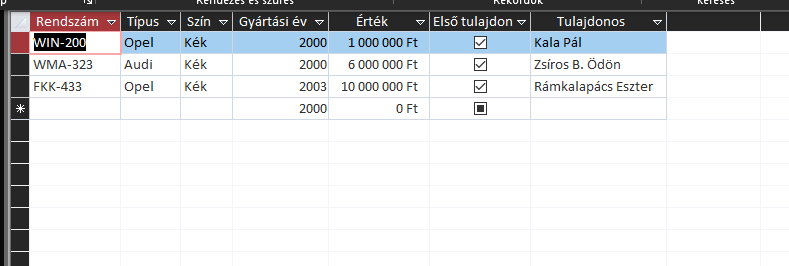 Rendezés és szűrés Rekordok Keresés
Rendszám Típus Szín Gyártási év Érték Első tulajdon Tulajdonos
WIN-200 Opel Kék 2000 1 000 000 Ft Kala Pál
WMA-323 Audi Kék 2000 6 000 000 Ft Zsíros B. Ödön
FKK-433 Opel Kék 2003 10 000 000 Ft Rámkalapács Eszter
2000 0 Ft